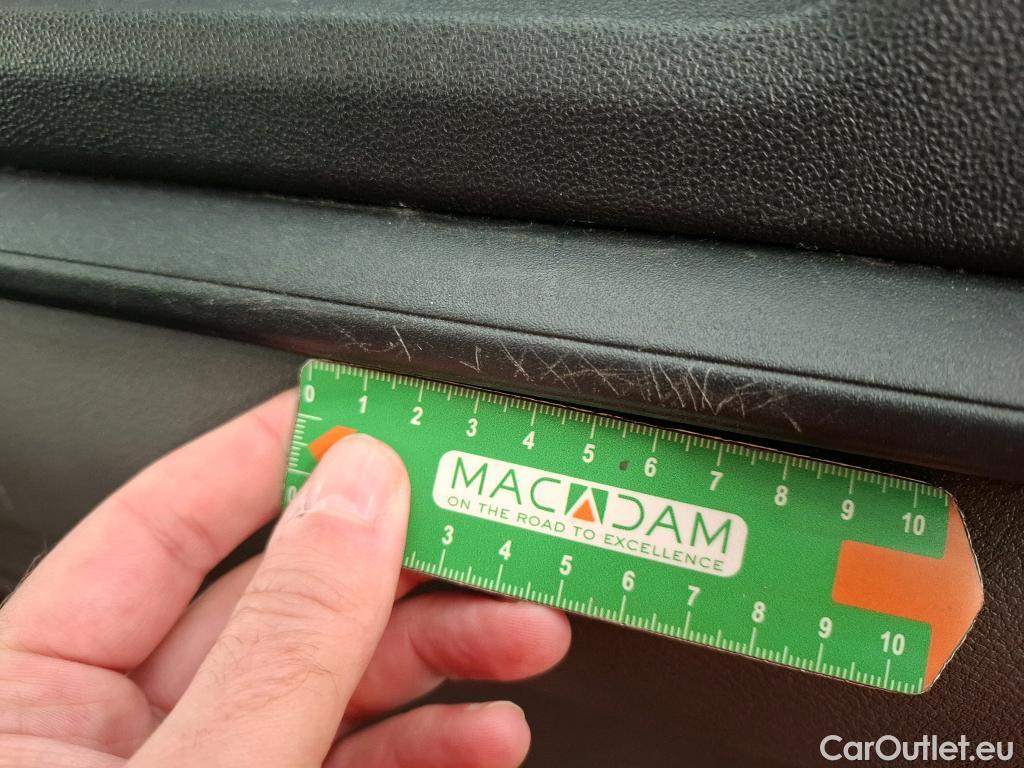 0 1 2 3 4 5 6 7 8 9 10
MACADAM
ON THE ROAD TO EXCELLENCE
0 3 4 5 6 7 8 9 10
CarOutlet.eu